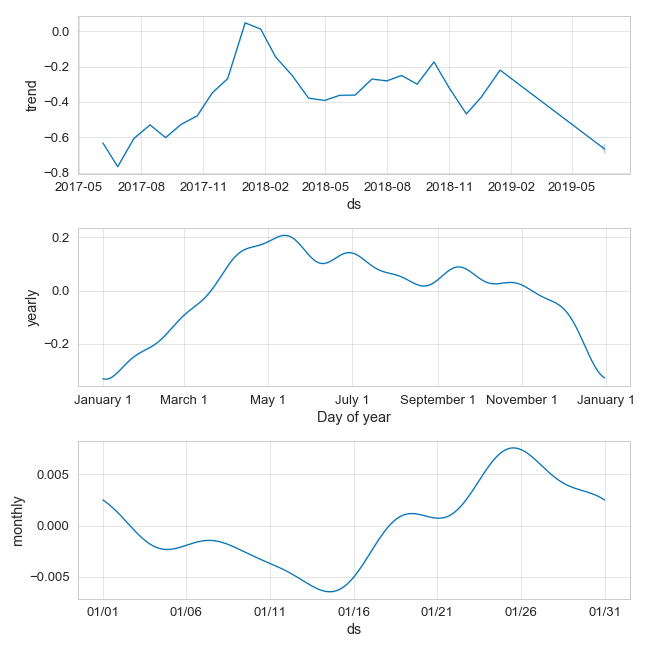 trend
0.0
−0.2
−0.4
−0.6
−0.8
2017-05 2017-08 2017-11 2018-02 2018-05 2018-08 2018-11 2019-02 2019-05
ds
yearly
0.2
0.0
−0.2
January 1 March 1 May 1 July 1 September 1 November 1 January 1
Day of year
monthly
0.005
0.000
−0.005
01/01 01/06 01/11 01/16 01/21 01/26 01/31
ds